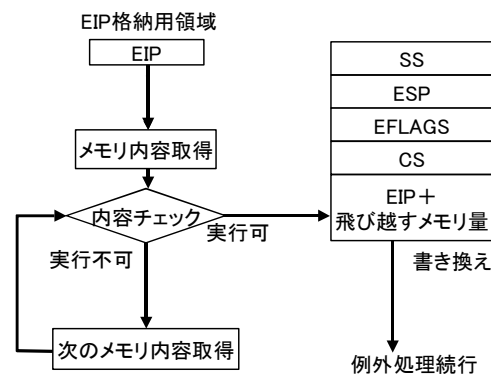 EIP格納用領域
EIP
メモリ内容取得
内容チェック
実行可
実行不可
次のメモリ内容取得
SS
ESP
EFLAGS
CS
EIP＋
飛び越すメモリ量
書き換え
例外処理続行